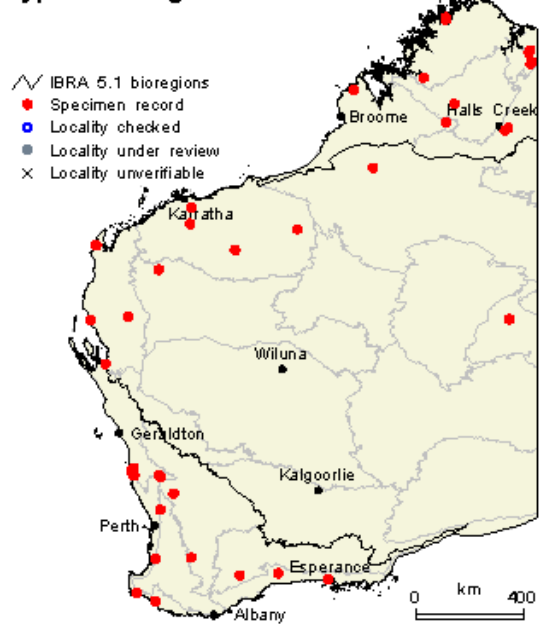 IBRA 5.1 bioregions
Specimen record
Locality checked
Locality under review
Locality unverifiable
Broome
Halls Creek
Karratha
Wiluna
Geraldton
Kalgoorlie
Perth
Esperance
Albany
km
0 400